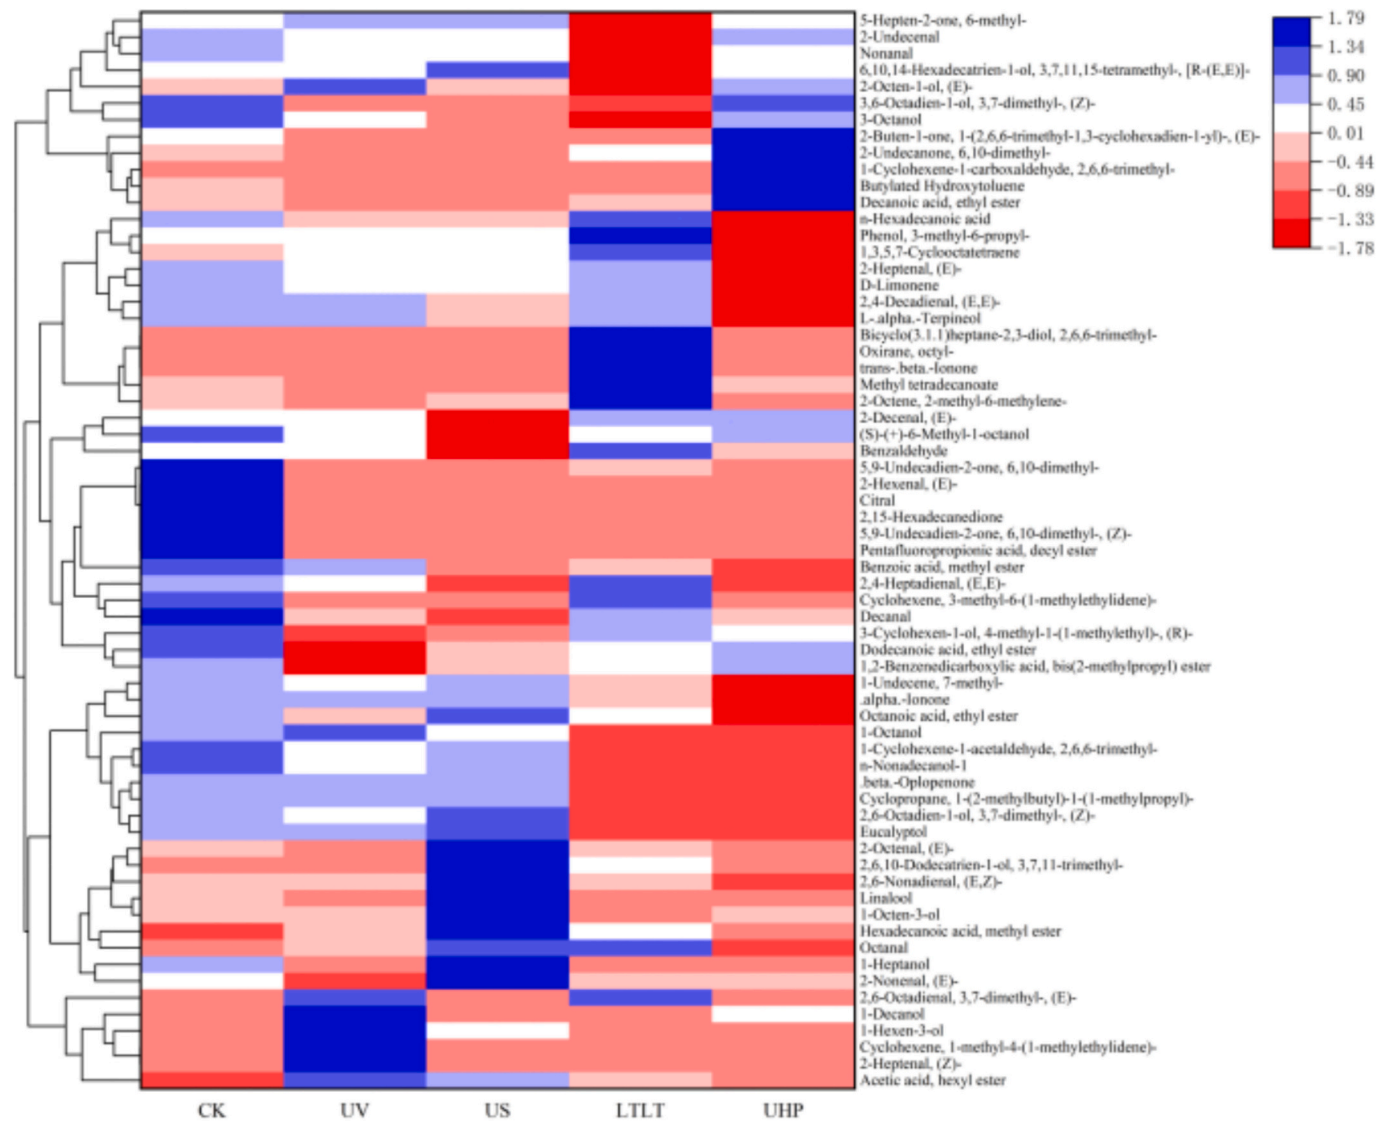 5-Hepten-2-one, 6-methyl-
2-Undecenal
Nonanal
6,10,14-Hexadecatrien-1-ol, 3,7,11,15-tetramethyl-, [R-(E,E)]-
2-Octen-1-ol, (E)-
3,6-Octadien-1-ol, 3,7-dimethyl-, (Z)-
3-Octanol
2-Buten-1-one, 1-(2,6,6-trimethyl-1,3-cyclohexadien-1-yl)-, (E)-
2-Undecanone, 6,10-dimethyl-
1-Cyclohexene-1-carboxaldehyde, 2,6,6-trimethyl-
Butylated Hydroxytoluene
Decanoic acid, ethyl ester
n-Hexadecanoic acid
Phenol, 3-methyl-6-propyl-
1,3,5,7-Cyclooctatetraene
2-Heptenal, (E)-
D-Limonene
2,4-Decadienal, (E,E)-
L-.alpha.-Terpineol
Bicyclo(3.1.1)heptane-2,3-diol, 2,6,6-trimethyl-
Oxirane, octyl-
trans-.beta.-Ionone
Methyl tetradecanoate
2-Octene, 2-methyl-6-methylene-
2-Decenal, (E)-
(S)-(+)-6-Methyl-1-octanol
Benzaldehyde
5,9-Undecadien-2-one, 6,10-dimethyl-
2-Hexenal, (E)-
Citral
2,15-Hexadecanedione
5,9-Undecadien-2-one, 6,10-dimethyl-, (Z)-
Pentafluoropropionic acid, decyl ester
Benzoic acid, methyl ester
2,4-Heptadienal, (E,E)-
Cyclohexene, 3-methyl-6-(1-methylethylidene)-
Decanal
3-Cyclohexen-1-ol, 4-methyl-1-(1-methylethyl)-, (R)-
Dodecanoic acid, ethyl ester
1,2-Benzenedicarboxylic acid, bis(2-methylpropyl) ester
1-Undecene, 7-methyl-
.alpha.-Ionone
Octanoic acid, ethyl ester
1-Octanol
1-Cyclohexene-1-acetaldehyde, 2,6,6-trimethyl-
n-Nonadecanol-1
.beta.-Oplopenone
Cyclopropane, 1-(2-methylbutyl)-1-(1-methylpropyl)-
2,6-Octadien-1-ol, 3,7-dimethyl-, (Z)-
Eucalyptol
2-Octenal, (E)-
2,6,10-Dodecatrien-1-ol, 3,7,11-trimethyl-
2,6-Nonadienal, (E,Z)-
Linalool
1-Octen-3-ol
Hexadecanoic acid, methyl ester
Octanal
1-Heptanol
2-Nonenal, (E)-
2,6-Octadienal, 3,7-dimethyl-, (E)-
1-Decanol
1-Hexen-3-ol
Cyclohexene, 1-methyl-4-(1-methylethylidene)-
2-Heptenal, (Z)-
Acetic acid, hexyl ester
CK UV US LTLT UHP
1.79
1.34
0.90
0.45
0.01
-0.44
-0.89
-1.33
-1.78